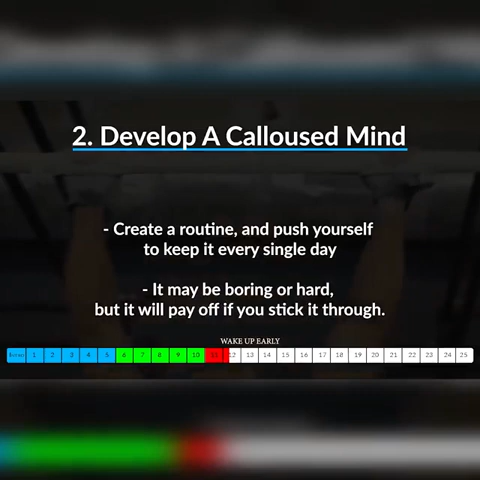 2. Develop A Calloused Mind
- Create a routine, and push yourself
to keep it every single day
- It may be boring or hard,
but it will pay off if you stick it through.
WAKE UP EARLY
1 2 3 4 5 6 7 8 9 10 11 12 13 14 15 16 17 18 19 20 21 22 23 24 25